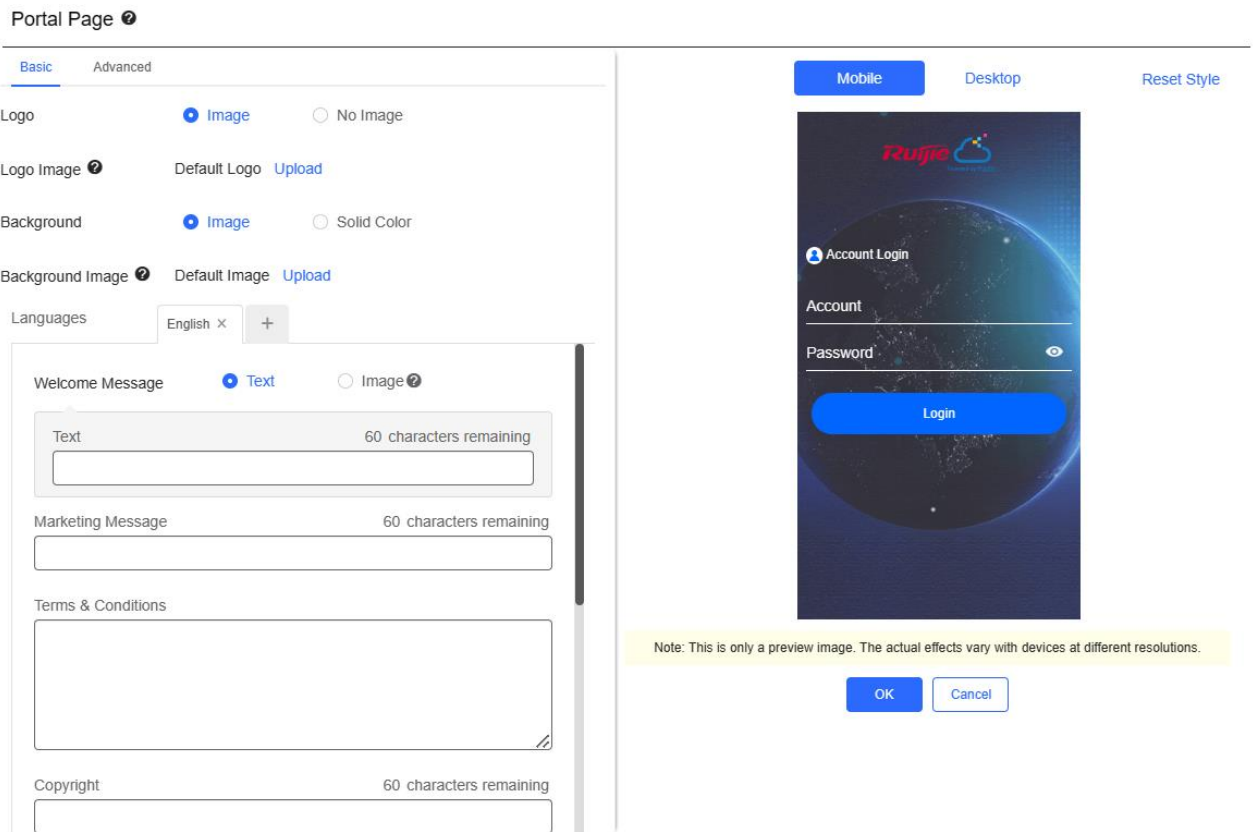 Portal Page
Basic Advanced
Logo Image No Image
Logo Image Default Logo Upload
Background Image Solid Color
Background Image Default Image Upload
Languages English × +
Welcome Message Text Image
Text 60 characters remaining
Marketing Message 60 characters remaining
Terms & Conditions
Copyright 60 characters remaining
Mobile Desktop Reset Style
Ruijie
Account Login
Account
Password
Login
Note: This is only a preview image. The actual effects vary with devices at different resolutions.
OK Cancel